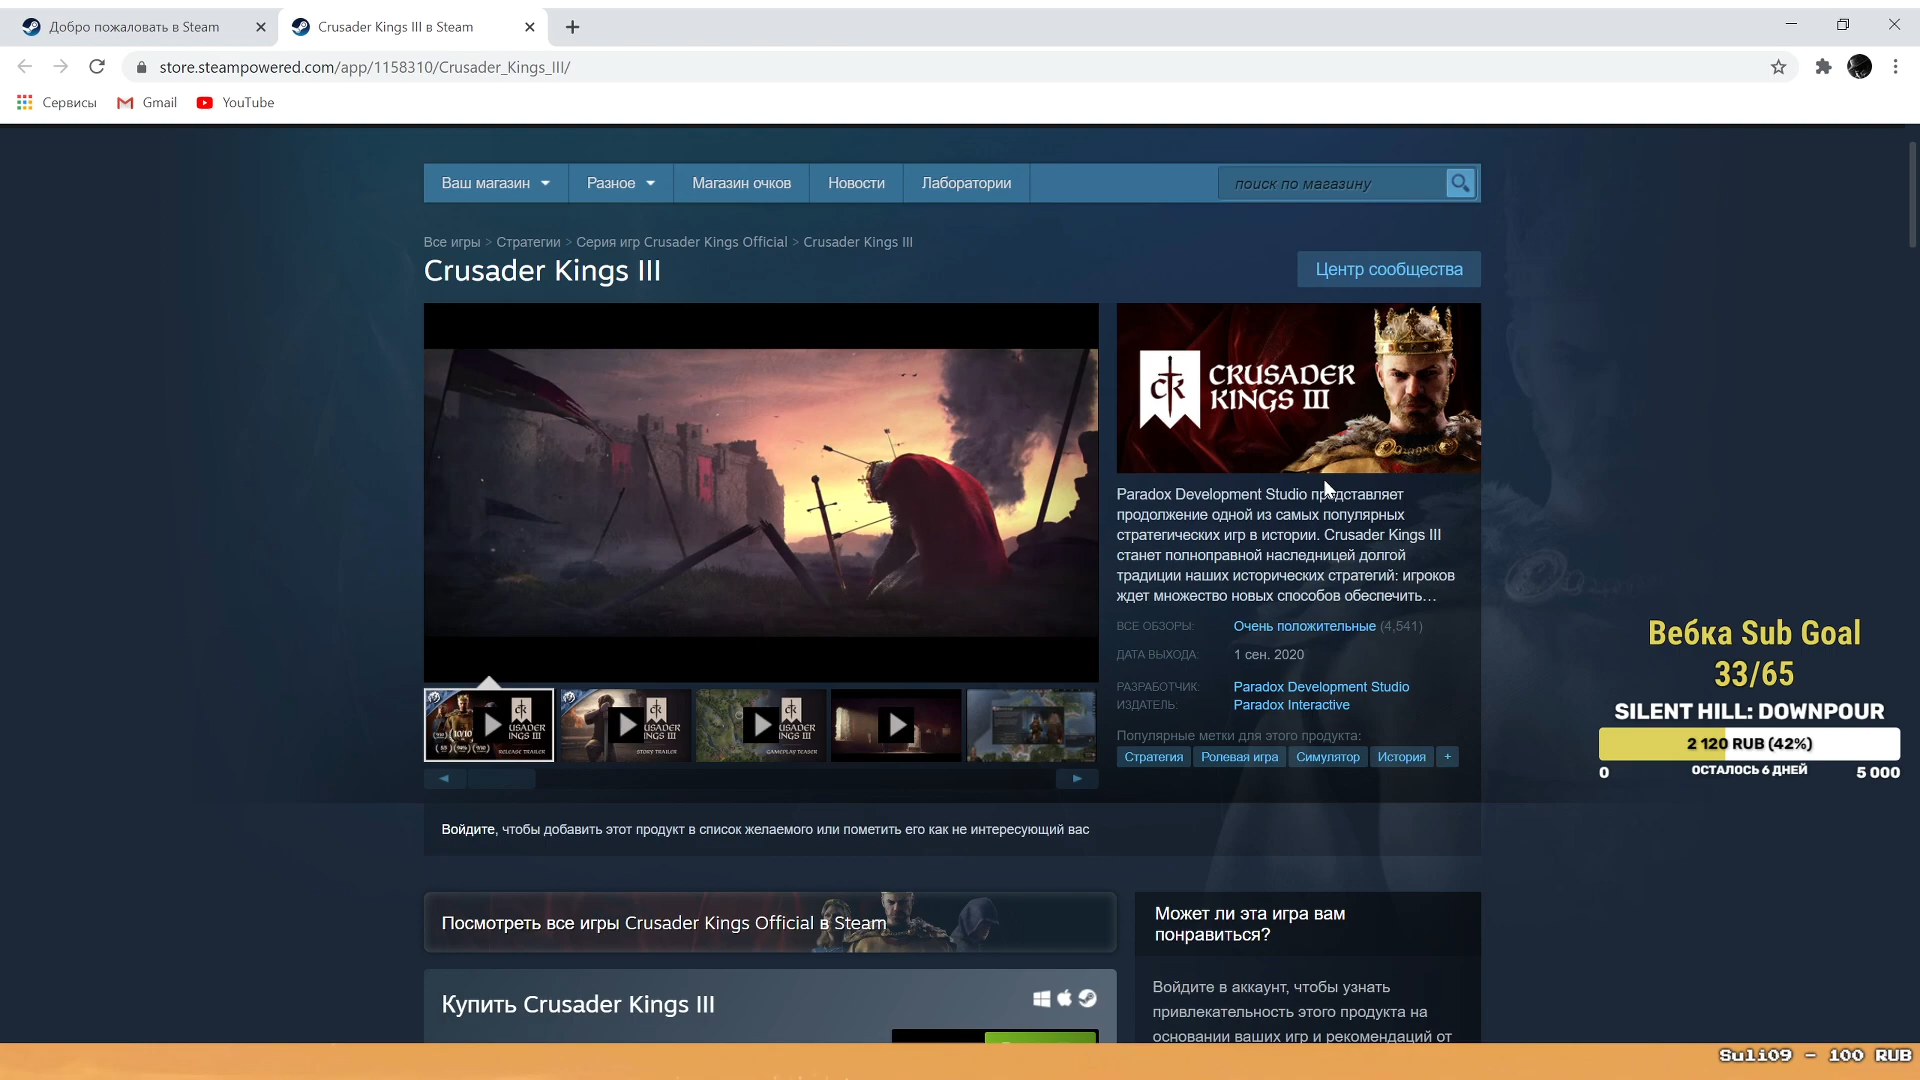 Добро пожаловать в Steam
Crusader Kings III в Steam
store.steampowered.com/app/1158310/Crusader_Kings_III/
Сервисы
Gmail
YouTube
Ваш магазин
Разное
Магазин очков
Новости
Лаборатории
поиск по магазину
Все игры > Стратегии > Серия игр Crusader Kings Official > Crusader Kings III
Crusader Kings III
Центр сообщества
CRUSADER
KINGS III
Paradox Development Studio представляет
продолжение одной из самых популярных
стратегических игр в истории. Crusader Kings III
станет полноправной наследницей долгой
традиции наших исторических стратегий: игроков
ждет множество новых способов обеспечить…
ВСЕ ОБЗОРЫ: Очень положительные (4,541)
ДАТА ВЫХОДА: 1 сен. 2020
РАЗРАБОТЧИК: Paradox Development Studio
ИЗДАТЕЛЬ: Paradox Interactive
Популярные метки для этого продукта:
Стратегия
Ролевая игра
Симулятор
История
+
RELEASE TRAILER
STORY TRAILER
GAMEPLAY TEASER
Вебка Sub Goal
33/65
SILENT HILL: DOWNPOUR
2 120 RUB (42%)
0
ОСТАЛОСЬ 6 ДНЕЙ
5 000
Войдите, чтобы добавить этот продукт в список желаемого или пометить его как не интересующий вас
Посмотреть все игры Crusader Kings Official в Steam
Может ли эта игра вам
понравиться?
Купить Crusader Kings III
Войдите в аккаунт, чтобы узнать
привлекательность этого продукта на
основании ваших игр и рекомендаций от
Suli09 - 100 RUB